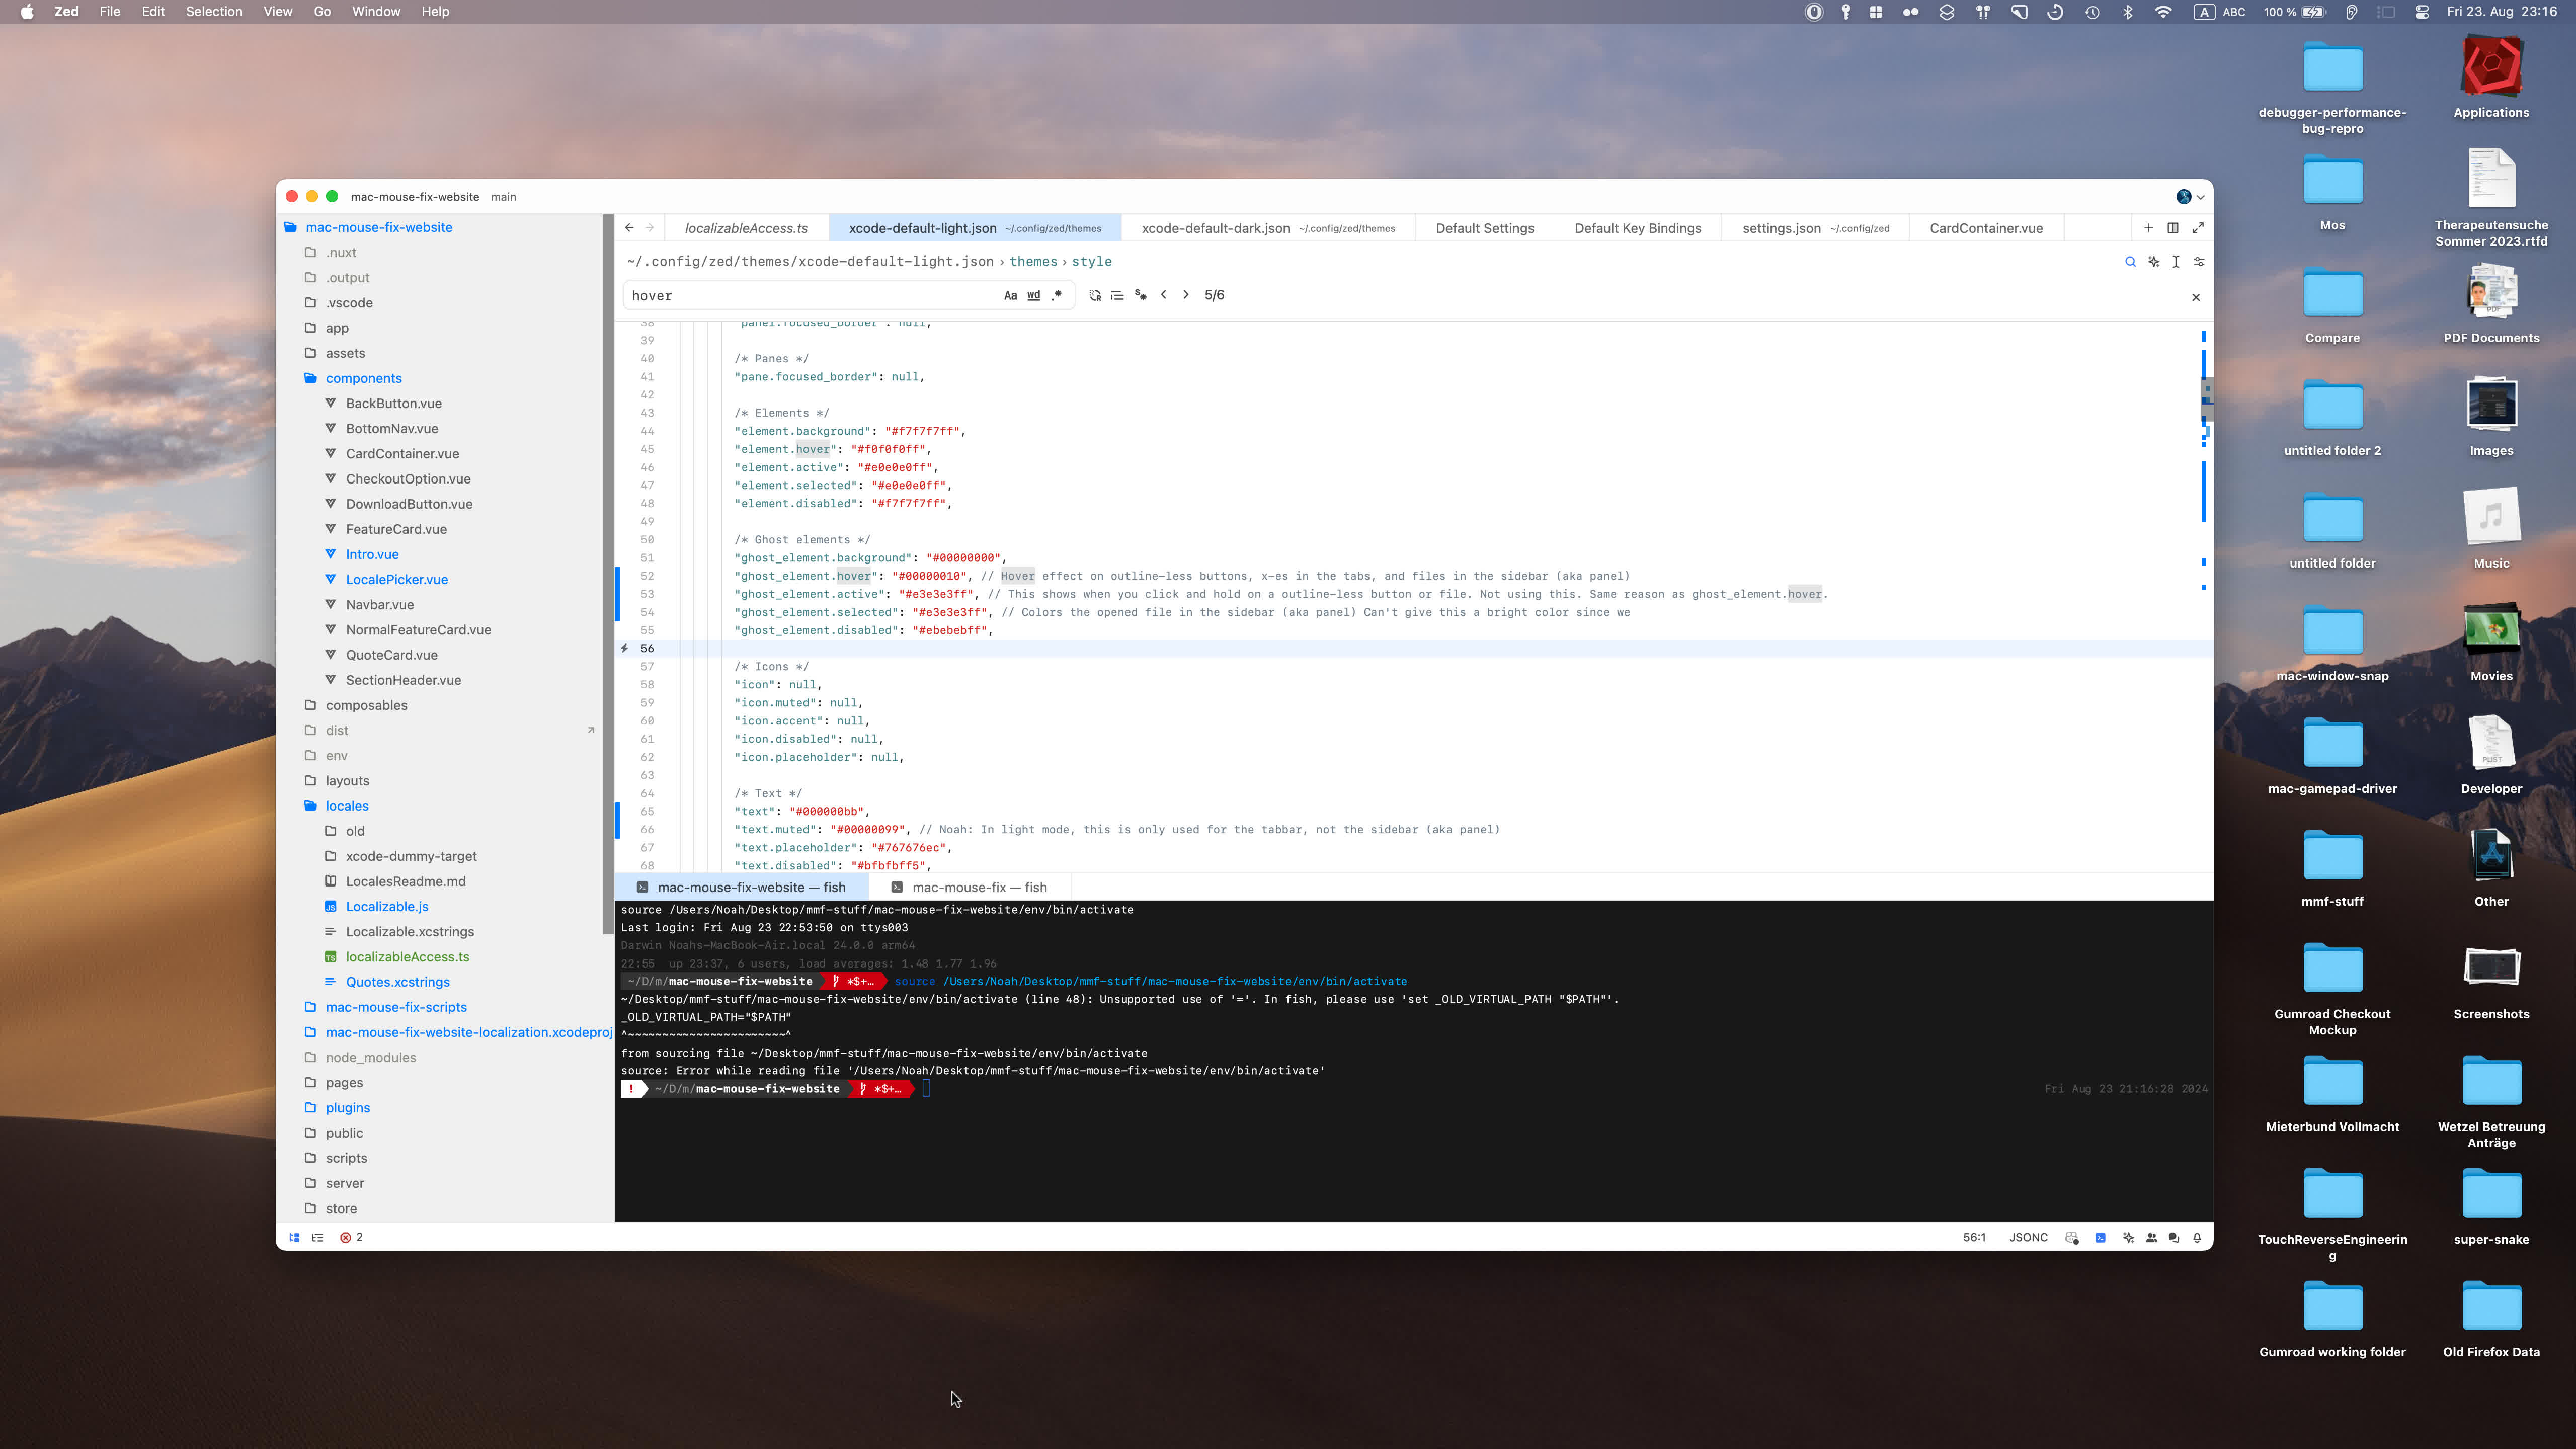 Zed File Edit Selection View Go Window Help
A ABC 100 % Fri 23. Aug 23:16
mac-mouse-fix-website main
mac-mouse-fix-website
.nuxt
.output
.vscode
app
assets
components
BackButton.vue
BottomNav.vue
CardContainer.vue
CheckoutOption.vue
DownloadButton.vue
FeatureCard.vue
Intro.vue
LocalePicker.vue
Navbar.vue
NormalFeatureCard.vue
QuoteCard.vue
SectionHeader.vue
composables
dist
env
layouts
locales
old
xcode-dummy-target
LocalesReadme.md
JS Localizable.js
Localizable.xcstrings
TS localizableAccess.ts
Quotes.xcstrings
mac-mouse-fix-scripts
mac-mouse-fix-website-localization.xcodeproj
node_modules
pages
plugins
public
scripts
server
store
localizableAccess.ts xcode-default-light.json ~/.config/zed/themes xcode-default-dark.json ~/.config/zed/themes Default Settings Default Key Bindings settings.json ~/.config/zed CardContainer.vue
~/.config/zed/themes/xcode-default-light.json › themes › style
hover Aa wd .* 5/6
38 "panel.focused_border": null,
39
40 /* Panes */
41 "pane.focused_border": null,
42
43 /* Elements */
44 "element.background": "#f7f7f7ff",
45 "element.hover": "#f0f0f0ff",
46 "element.active": "#e0e0e0ff",
47 "element.selected": "#e0e0e0ff",
48 "element.disabled": "#f7f7f7ff",
49
50 /* Ghost elements */
51 "ghost_element.background": "#00000000",
52 "ghost_element.hover": "#00000010", // Hover effect on outline-less buttons, x-es in the tabs, and files in the sidebar (aka panel)
53 "ghost_element.active": "#e3e3e3ff", // This shows when you click and hold on a outline-less button or file. Not using this. Same reason as ghost_element.hover.
54 "ghost_element.selected": "#e3e3e3ff", // Colors the opened file in the sidebar (aka panel) Can't give this a bright color since we
55 "ghost_element.disabled": "#ebebebff",
56
57 /* Icons */
58 "icon": null,
59 "icon.muted": null,
60 "icon.accent": null,
61 "icon.disabled": null,
62 "icon.placeholder": null,
63
64 /* Text */
65 "text": "#000000bb",
66 "text.muted": "#00000099", // Noah: In light mode, this is only used for the tabbar, not the sidebar (aka panel)
67 "text.placeholder": "#767676ec",
68 "text.disabled": "#bfbfbff5",
mac-mouse-fix-website — fish mac-mouse-fix — fish
source /Users/Noah/Desktop/mmf-stuff/mac-mouse-fix-website/env/bin/activate
Last login: Fri Aug 23 22:53:50 on ttys003
Darwin Noahs-MacBook-Air.local 24.0.0 arm64
22:55 up 23:37, 6 users, load averages: 1.48 1.77 1.96
~/D/m/mac-mouse-fix-website *$+… source /Users/Noah/Desktop/mmf-stuff/mac-mouse-fix-website/env/bin/activate
~/Desktop/mmf-stuff/mac-mouse-fix-website/env/bin/activate (line 48): Unsupported use of '='. In fish, please use 'set _OLD_VIRTUAL_PATH "$PATH"'.
_OLD_VIRTUAL_PATH="$PATH"
^~~~~~~~~~~~~~~~~~~~~~~~^
from sourcing file ~/Desktop/mmf-stuff/mac-mouse-fix-website/env/bin/activate
source: Error while reading file '/Users/Noah/Desktop/mmf-stuff/mac-mouse-fix-website/env/bin/activate'
! ~/D/m/mac-mouse-fix-website *$+… Fri Aug 23 21:16:28 2024
2 56:1 JSONC
debugger-performance-
bug-repro
Applications
Mos
Therapeutensuche
Sommer 2023.rtfd
Compare
PDF
PDF Documents
untitled folder 2
Images
untitled folder
Music
mac-window-snap
Movies
mac-gamepad-driver
PLIST
Developer
mmf-stuff
Other
Gumroad Checkout
Mockup
Screenshots
Mieterbund Vollmacht
Wetzel Betreuung
Anträge
TouchReverseEngineerin
g
super-snake
Gumroad working folder
Old Firefox Data